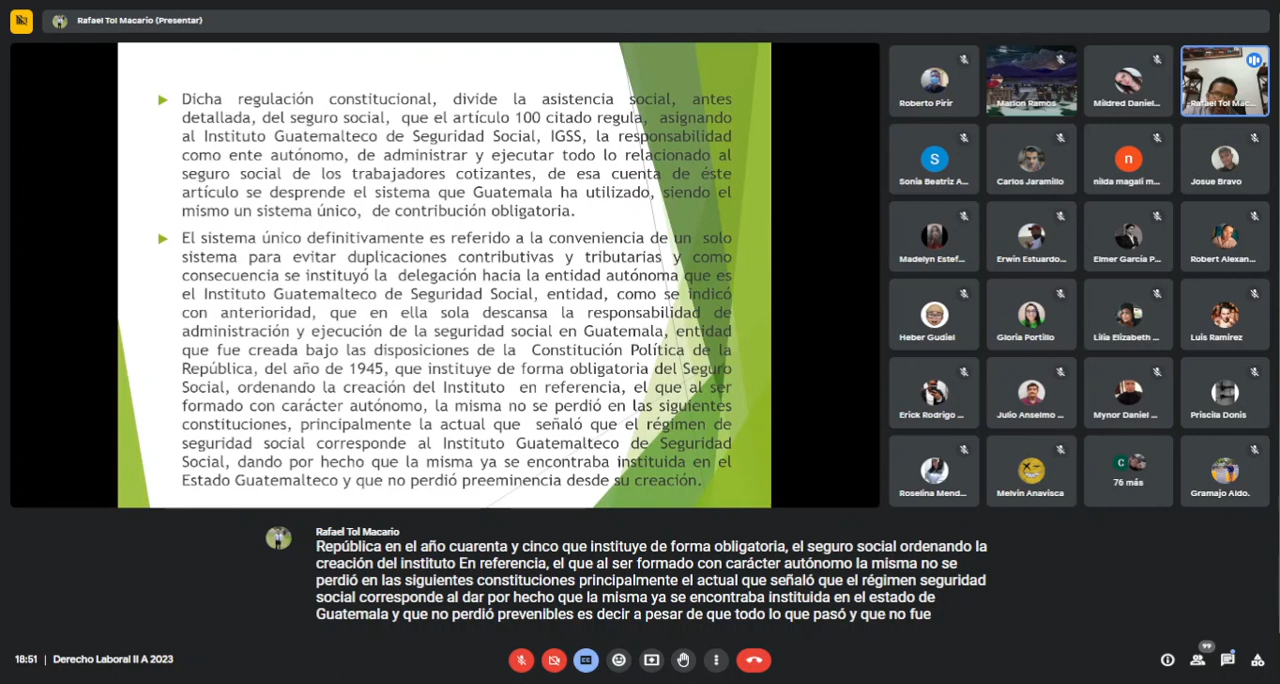 Rafael Tol Macario (Presentar)
Dicha regulación constitucional, divide la asistencia social, antes
detallada, del seguro social, que el artículo 100 citado regula, asignando
al Instituto Guatemalteco de Seguridad Social, IGSS, la responsabilidad
como ente autónomo, de administrar y ejecutar todo lo relacionado al
seguro social de los trabajadores cotizantes, de esa cuenta de éste
artículo se desprende el sistema que Guatemala ha utilizado, siendo el
mismo un sistema único, de contribución obligatoria.
El sistema único definitivamente es referido a la conveniencia de un solo
sistema para evitar duplicaciones contributivas y tributarias y como
consecuencia se instituyó la delegación hacia la entidad autónoma que es
el Instituto Guatemalteco de Seguridad Social, entidad, como se indicó
con anterioridad, que en ella sola descansa la responsabilidad de
administración y ejecución de la seguridad social en Guatemala, entidad
que fue creada bajo las disposiciones de la Constitución Política de la
República, del año de 1945, que instituye de forma obligatoria del Seguro
Social, ordenando la creación del Instituto en referencia, el que al ser
formado con carácter autónomo, la misma no se perdió en las siguientes
constituciones, principalmente la actual que señaló que el régimen de
seguridad social corresponde al Instituto Guatemalteco de Seguridad
Social, dando por hecho que la misma ya se encontraba instituida en el
Estado Guatemalteco y que no perdió preeminencia desde su creación.
Roberto Pirir
Marlon Ramos
Mildred Daniel...
Rafael Tol Mac...
S
Sonia Beatriz A...
Carlos Jaramillo
n
nilda magali m...
Josue Bravo
Madelyn Estef...
Erwin Estuardo...
Elmer García P...
Robert Alexan...
Heber Gudiel
Gloria Portillo
Lilia Elizabeth ...
Luis Ramírez
Erick Rodrigo ...
Julio Anselmo ...
Mynor Daniel ...
Priscila Donis
Roselina Mend...
Melvin Anavisca
C
76 más
Gramajo Aldo.
Rafael Tol Macario
República en el año cuarenta y cinco que instituye de forma obligatoria, el seguro social ordenando la
creación del instituto En referencia, el que al ser formado con carácter autónomo la misma no se
perdió en las siguientes constituciones principalmente el actual que señaló que el régimen seguridad
social corresponde al dar por hecho que la misma ya se encontraba instituida en el estado de
Guatemala y que no perdió prevenibles es decir a pesar de que todo lo que pasó y que no fue
18:51 | Derecho Laboral II A 2023
CC
99